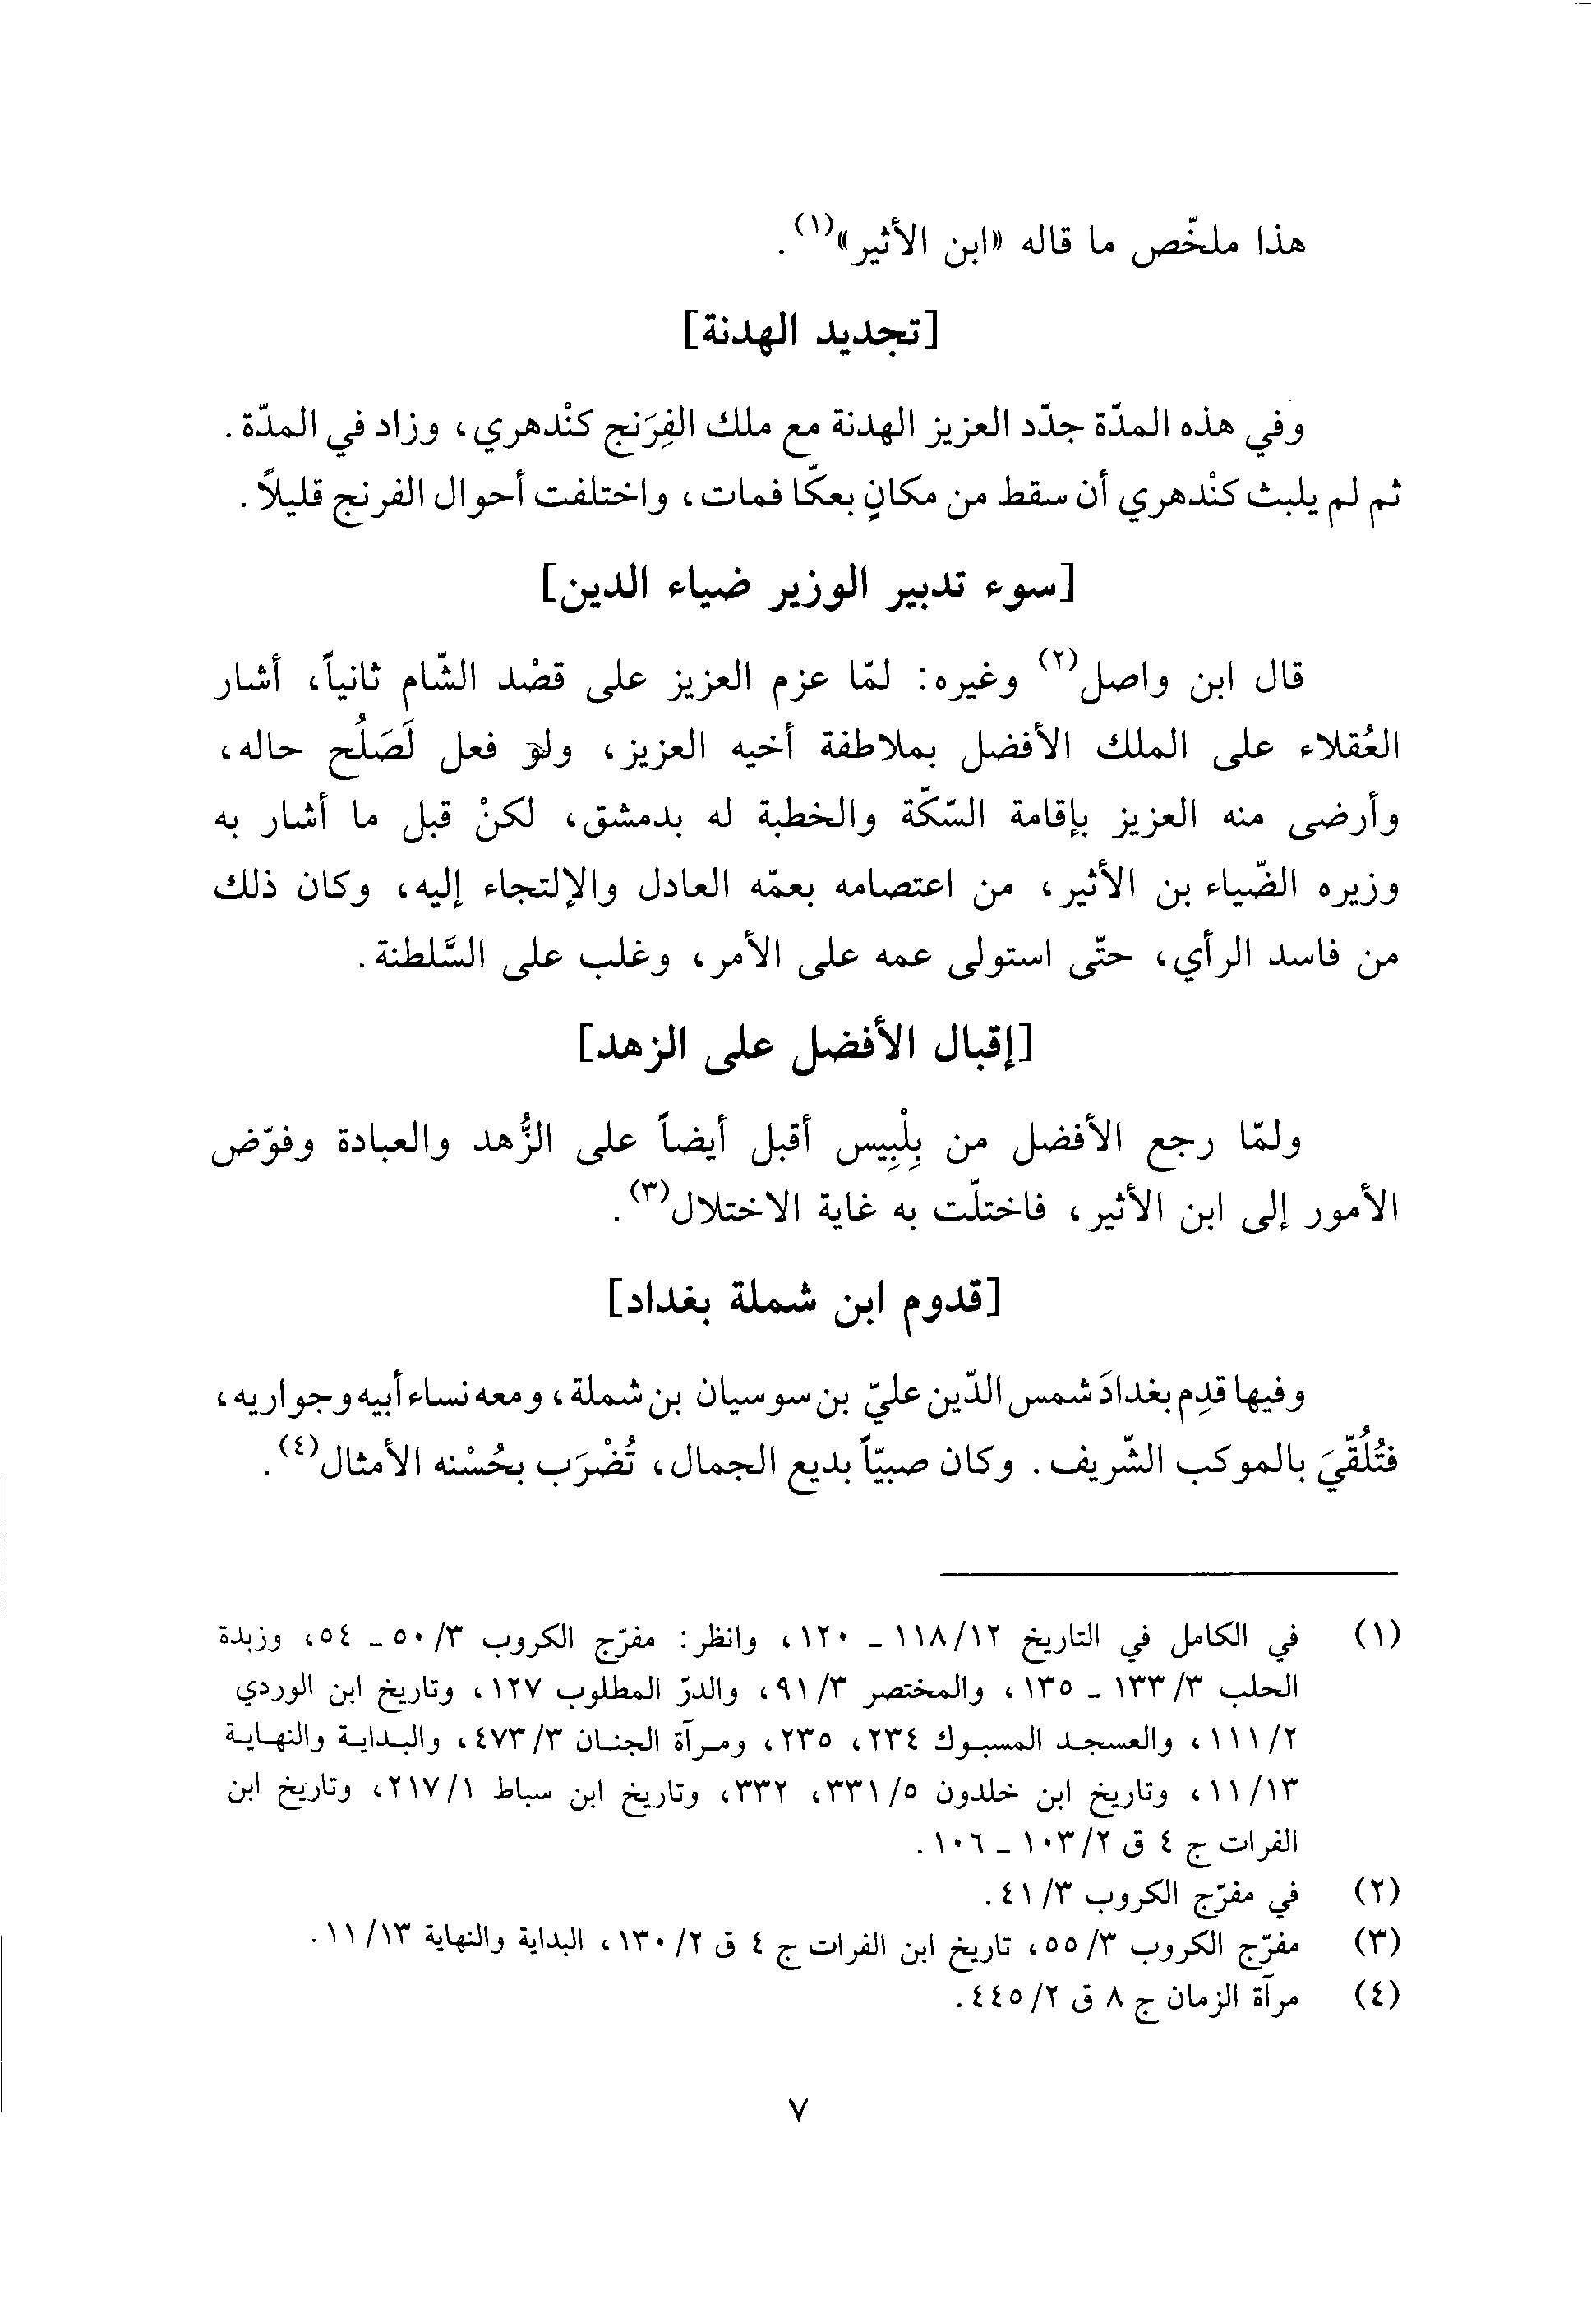 هذا ملخّص ما قاله «ابن الأثير»(١).
[تجديد الهدنة]
وفي هذه المدّة جدّد العزيز الهدنة مع ملك الفِرَنج كنْدهري، وزاد في المدّة.
ثم لم يلبث كنْدهري أن سقط من مكانٍ بعكّا فمات، واختلفت أحوال الفرنج قليلاً.
[سوء تدبير الوزير ضياء الدين]
قال ابن واصل(٢) وغيره: لمّا عزم العزيز على قصْد الشّام ثانياً، أشار
العُقلاء على الملك الأفضل بملاطفة أخيه العزيز، ولو فعل لَصَلُح حاله،
وأرضى منه العزيز بإقامة السّكّة والخطبة له بدمشق، لكنْ قبل ما أشار به
وزيره الضّياء بن الأثير، من اعتصامه بعمّه العادل والإلتجاء إليه، وكان ذلك
من فاسد الرأي، حتّى استولى عمه على الأمر، وغلب على السَّلطنة.
[إقبال الأفضل على الزهد]
ولمّا رجع الأفضل من بِلْبِيس أقبل أيضاً على الزُّهد والعبادة وفوّض
الأمور إلى ابن الأثير، فاختلّت به غاية الاختلال(٣).
[قدوم ابن شملة بغداد]
وفيها قدِم بغدادَ شمس الدّين عليّ بن سوسيان بن شملة، ومعه نساء أبيه وجواريه،
فتُلُقّيَ بالموكب الشّريف. وكان صبيّاً بديع الجمال، تُضْرَب بحُسْنه الأمثال(٤).
(١) في الكامل في التاريخ ١١٨/١٢ ـ ١٢٠، وانظر: مفرّج الكروب ٥٠/٣ ـ ٥٤، وزبدة
الحلب ١٣٣/٣ ـ ١٣٥، والمختصر ٩١/٣، والدرّ المطلوب ١٢٧، وتاريخ ابن الوردي
١١١/٢، والعسجد المسبوك ٢٣٤، ٢٣٥، ومرآة الجنان ٤٧٣/٣، والبداية والنهاية
١١/١٣، وتاريخ ابن خلدون ٣٣١/٥، ٣٣٢، وتاريخ ابن سباط ٢١٧/١، وتاريخ ابن
الفرات ج ٤ ق ١٠٣/٢ ـ ١٠٦.
(٢) في مفرّج الكروب ٤١/٣.
(٣) مفرّج الكروب ٥٥/٣، تاريخ ابن الفرات ج ٤ ق ١٣٠/٢، البداية والنهاية ١١/١٣.
(٤) مرآة الزمان ج ٨ ق ٤٤٥/٢.
٧